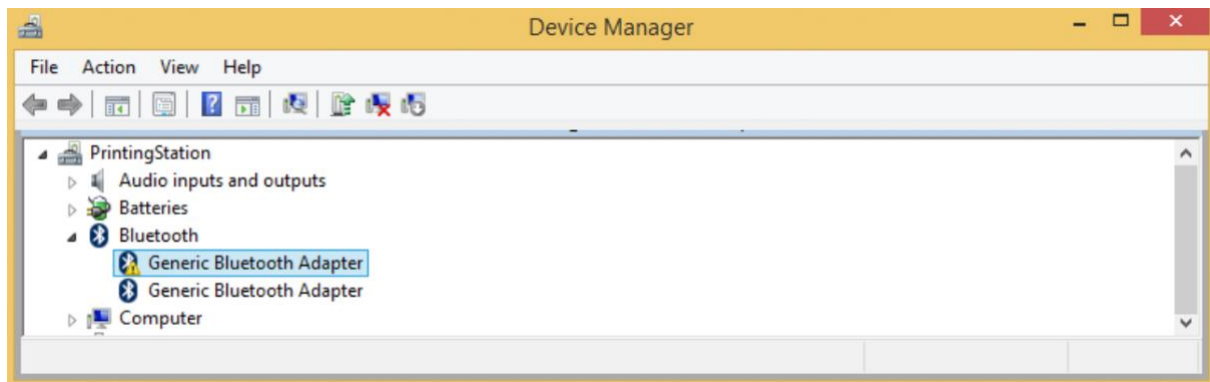 Device Manager
File Action View Help
PrintingStation
Audio inputs and outputs
Batteries
Bluetooth
Generic Bluetooth Adapter
Generic Bluetooth Adapter
Computer